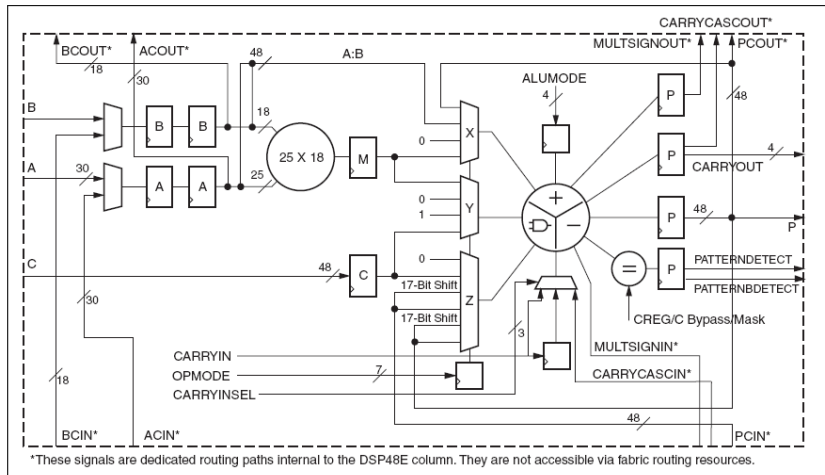 CARRYCASCOUT*
BCOUT* ACOUT* MULTSIGNOUT* PCOUT*
48 A:B
18 30 ALUMODE 48
4 P
B 18 X
B B 0
25 X 18 M P 4
A 30 CARRYOUT
A A 25 Y + 
0
1 − 48 P
P
C 48 C 0 = P PATTERNDETECT
17-Bit Shift PATTERNBDETECT
30 Z
17-Bit Shift CREG/C Bypass/Mask
3
CARRYIN MULTSIGNIN*
18 OPMODE 7 CARRYCASCIN*
CARRYINSEL
48
BCIN* ACIN* PCIN*
*These signals are dedicated routing paths internal to the DSP48E column. They are not accessible via fabric routing resources.